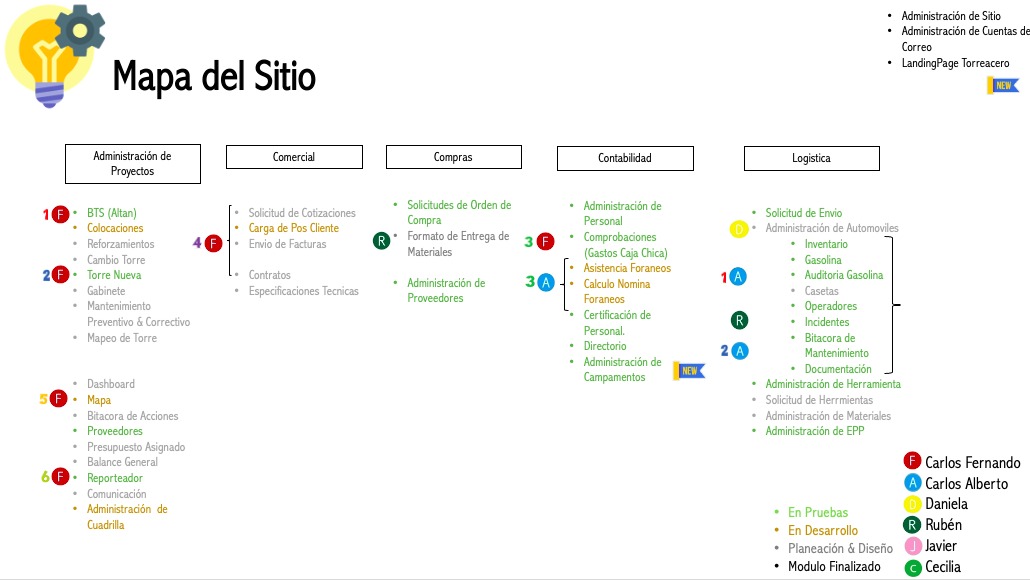 Mapa del Sitio
• Administración de Sitio
• Administración de Cuentas de
Correo
• LandingPage Torreacero
NEW
Administración de
Proyectos
1 F • BTS (Altan)
• Colocaciones
• Reforzamientos
• Cambio Torre
2 F • Torre Nueva
• Gabinete
• Mantenimiento
Preventivo & Correctivo
• Mapeo de Torre
• Dashboard
5 F • Mapa
• Bitacora de Acciones
• Proveedores
• Presupuesto Asignado
• Balance General
6 F • Reporteador
• Comunicación
• Administración de
Cuadrilla
Comercial
• Solicitud de Cotizaciones
• Carga de Pos Cliente
4 F • Envio de Facturas
• Contratos
• Especificaciones Tecnicas
Compras
• Solicitudes de Orden de
Compra
R • Formato de Entrega de
Materiales
• Administración de
Proveedores
Contabilidad
• Administración de
Personal
3 F • Comprobaciones
(Gastos Caja Chica)
• Asistencia Foraneos
3 A • Calculo Nomina
Foraneos
• Certificación de
Personal.
• Directorio
• Administración de
Campamentos
NEW
Logistica
• Solicitud de Envio
D • Administración de Automoviles
• Inventario
• Gasolina
1 A • Auditoria Gasolina
• Casetas
• Operadores
R • Incidentes
2 A • Bitacora de
Mantenimiento
• Documentación
• Administración de Herramienta
• Solicitud de Herrmientas
• Administración de Materiales
• Administración de EPP
• En Pruebas
• En Desarrollo
• Planeación & Diseño
• Modulo Finalizado
F Carlos Fernando
A Carlos Alberto
D Daniela
R Rubén
J Javier
C Cecilia